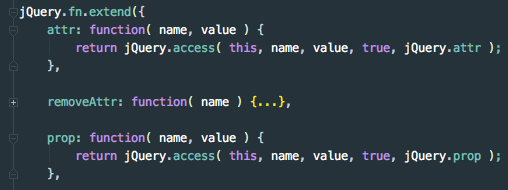 jQuery.fn.extend({
attr: function( name, value ) {
return jQuery.access( this, name, value, true, jQuery.attr );
},
removeAttr: function( name ) {...},
prop: function( name, value ) {
return jQuery.access( this, name, value, true, jQuery.prop );
},